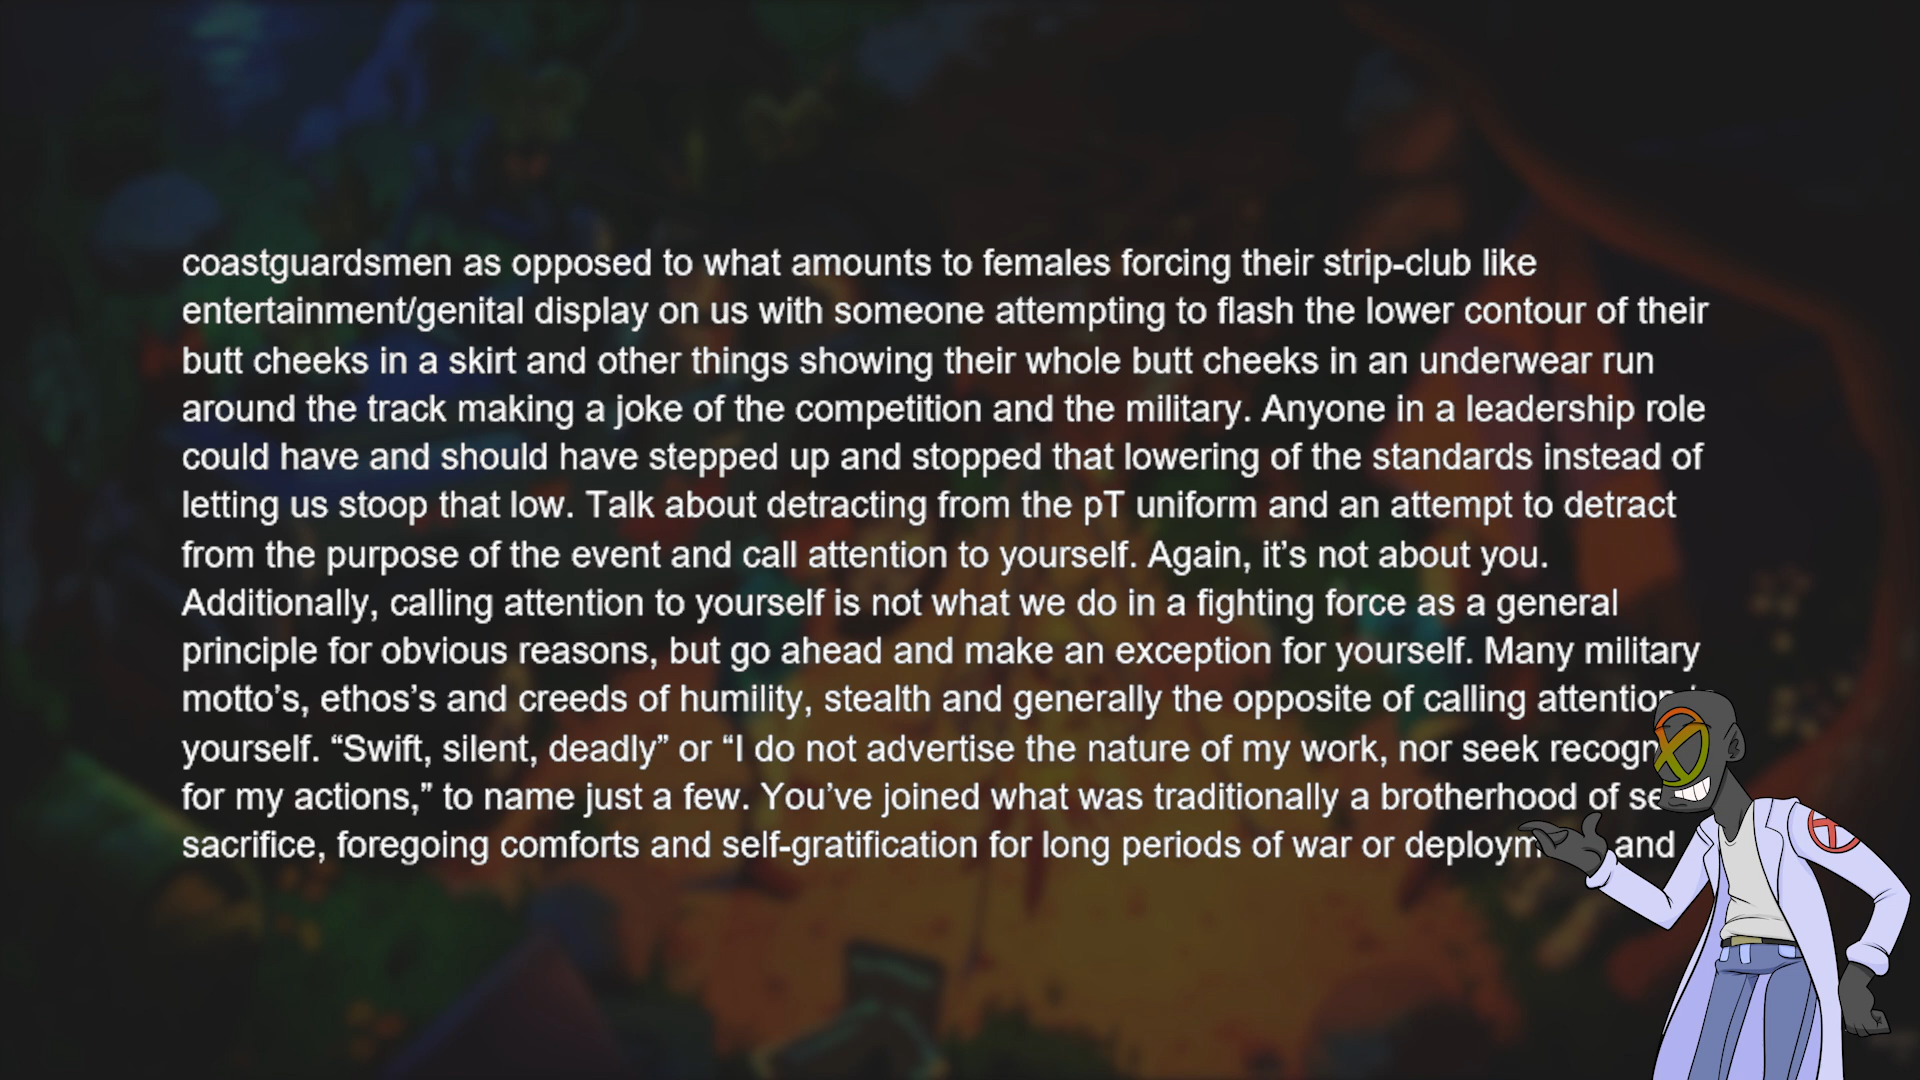 coastguardsmen as opposed to what amounts to females forcing their strip-club like
entertainment/genital display on us with someone attempting to flash the lower contour of their
butt cheeks in a skirt and other things showing their whole butt cheeks in an underwear run
around the track making a joke of the competition and the military. Anyone in a leadership role
could have and should have stepped up and stopped that lowering of the standards instead of
letting us stoop that low. Talk about detracting from the pT uniform and an attempt to detract
from the purpose of the event and call attention to yourself. Again, it’s not about you.
Additionally, calling attention to yourself is not what we do in a fighting force as a general
principle for obvious reasons, but go ahead and make an exception for yourself. Many military
motto’s, ethos’s and creeds of humility, stealth and generally the opposite of calling attention
yourself. “Swift, silent, deadly” or “I do not advertise the nature of my work, nor seek
for my actions,” to name just a few. You’ve joined what was traditionally a brotherhood of
sacrifice, foregoing comforts and self-gratification for long periods of war or and